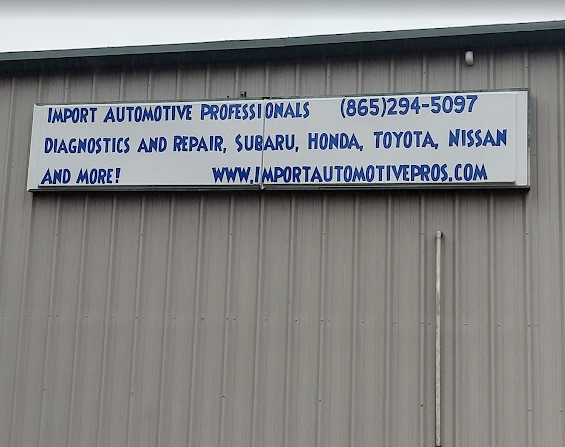 IMPORT AUTOMOTIVE PROFESSIONALS (865)294-5097
DIAGNOSTICS AND REPAIR, SUBARU, HONDA, TOYOTA, NISSAN
AND MORE! WWW.IMPORTAUTOMOTIVEPROS.COM